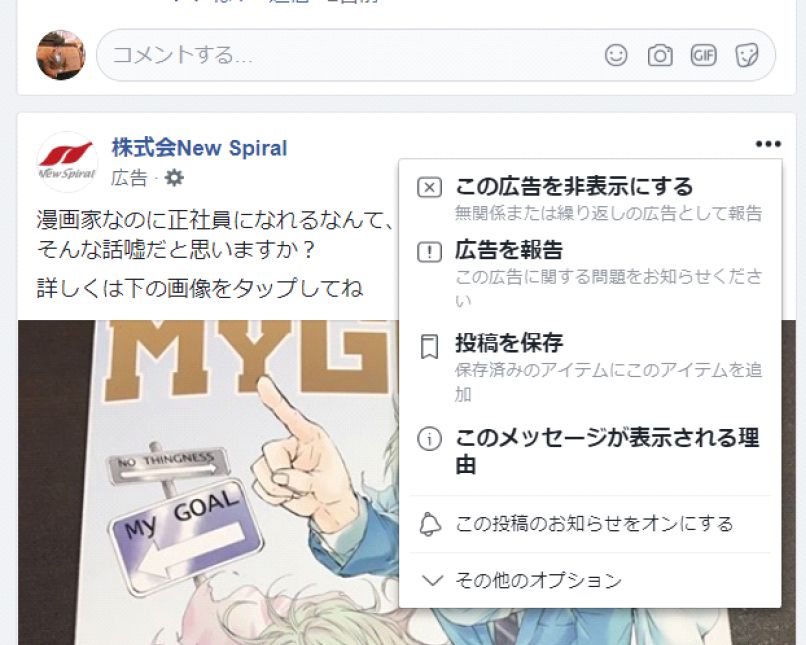 コメントする...
GIF
株式会New Spiral
New Spiral
広告
漫画家なのに正社員になれるなんて、
そんな話嘘だと思いますか？
詳しくは下の画像をタップしてね
この広告を非表示にする
無関係または繰り返しの広告として報告
広告を報告
この広告に関する問題をお知らせくださ
い
投稿を保存
保存済みのアイテムにこのアイテムを追
加
このメッセージが表示される理
由
この投稿のお知らせをオンにする
その他のオプション
MYG
NO THINGNESS
MY GOAL